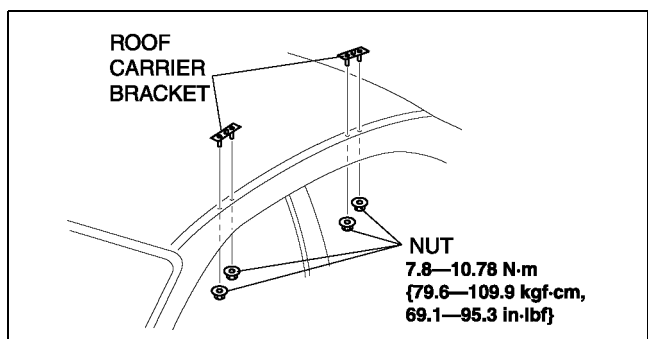 ROOF
CARRIER
BRACKET
NUT
7.8—10.78 N·m
{79.6—109.9 kgf·cm,
69.1—95.3 in·lbf}